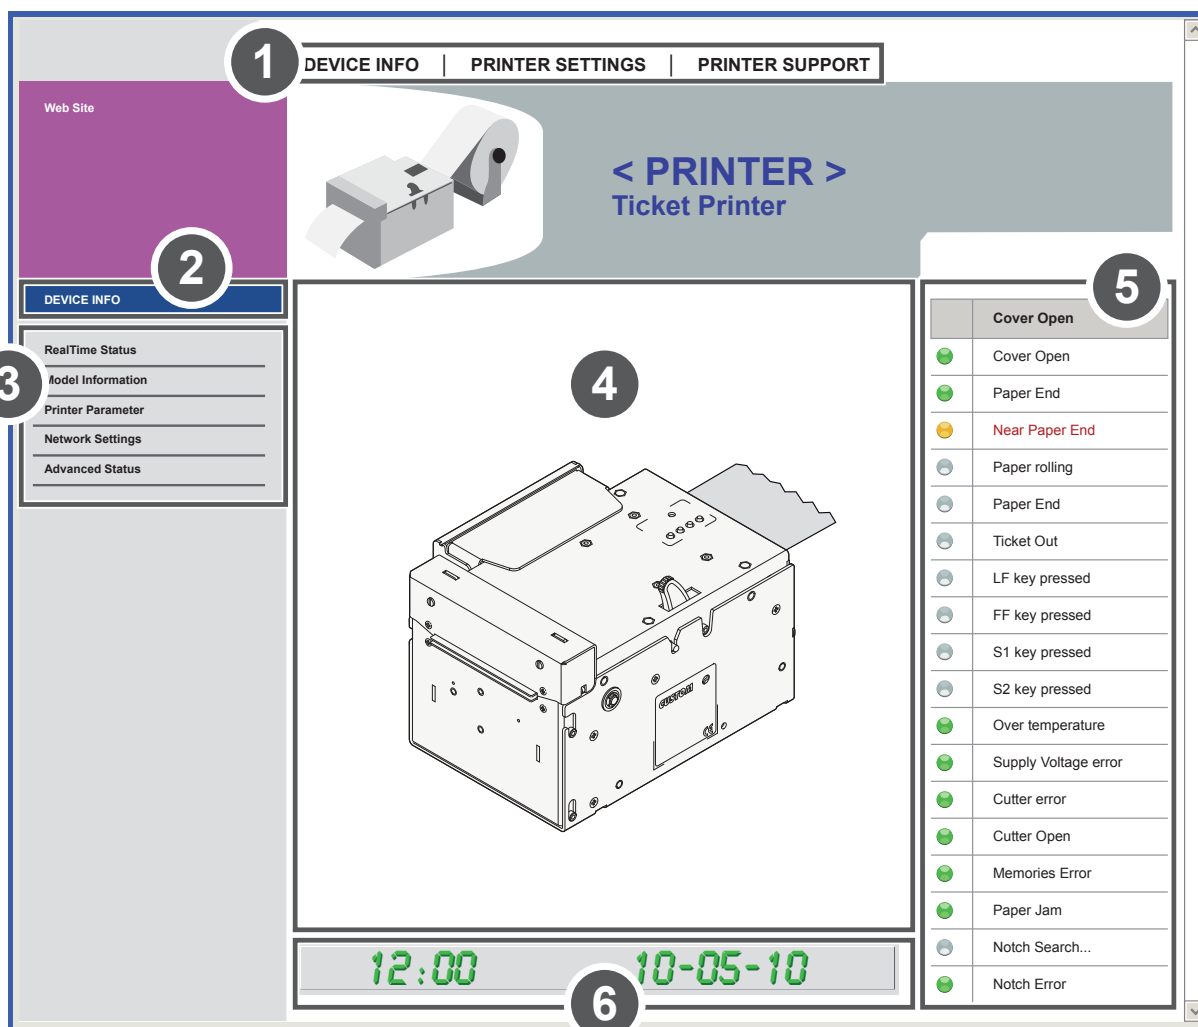 1
DEVICE INFO | PRINTER SETTINGS | PRINTER SUPPORT
Web Site
< PRINTER >
Ticket Printer
2
DEVICE INFO
3
RealTime Status
Model Information
Printer Parameter
Network Settings
Advanced Status
4
CUSTOM
CE
5
Cover Open
Cover Open
Paper End
Near Paper End
Paper rolling
Paper End
Ticket Out
LF key pressed
FF key pressed
S1 key pressed
S2 key pressed
Over temperature
Supply Voltage error
Cutter error
Cutter Open
Memories Error
Paper Jam
Notch Search...
Notch Error
12:00 10-05-10
6